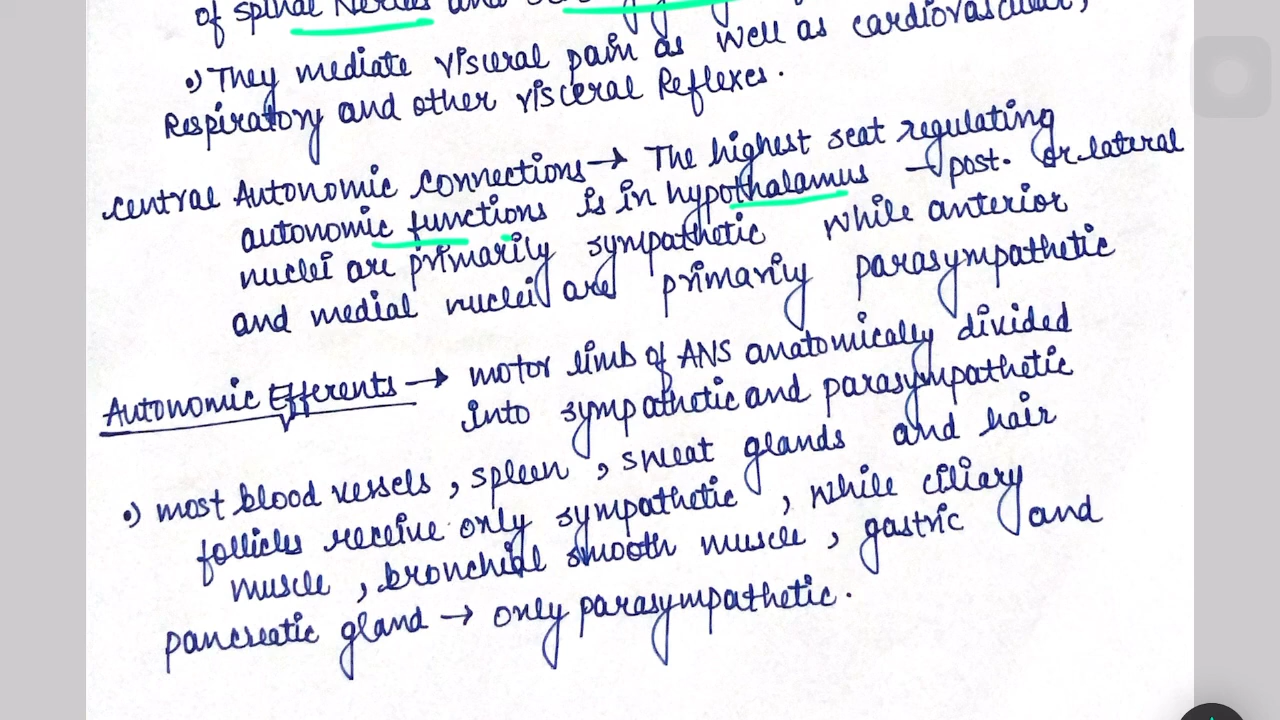 of spinal Nerves and
•) They mediate visceral pain as well as cardiovascular,
Respiratory and other visceral Reflexes.
central Autonomic connections → The highest seat regulating
autonomic functions is in hypothalamus → post. or lateral
nuclei are primarily sympathetic while anterior
and medial nuclei are primarily parasympathetic
Autonomic Efferents → motor limb of ANS anatomically divided
into sympathetic and parasympathetic
•) most blood vessels, spleen, sweat glands and hair
follicles receive only sympathetic, while ciliary
muscle, bronchial smooth muscle, gastric and
pancreatic gland → only parasympathetic.